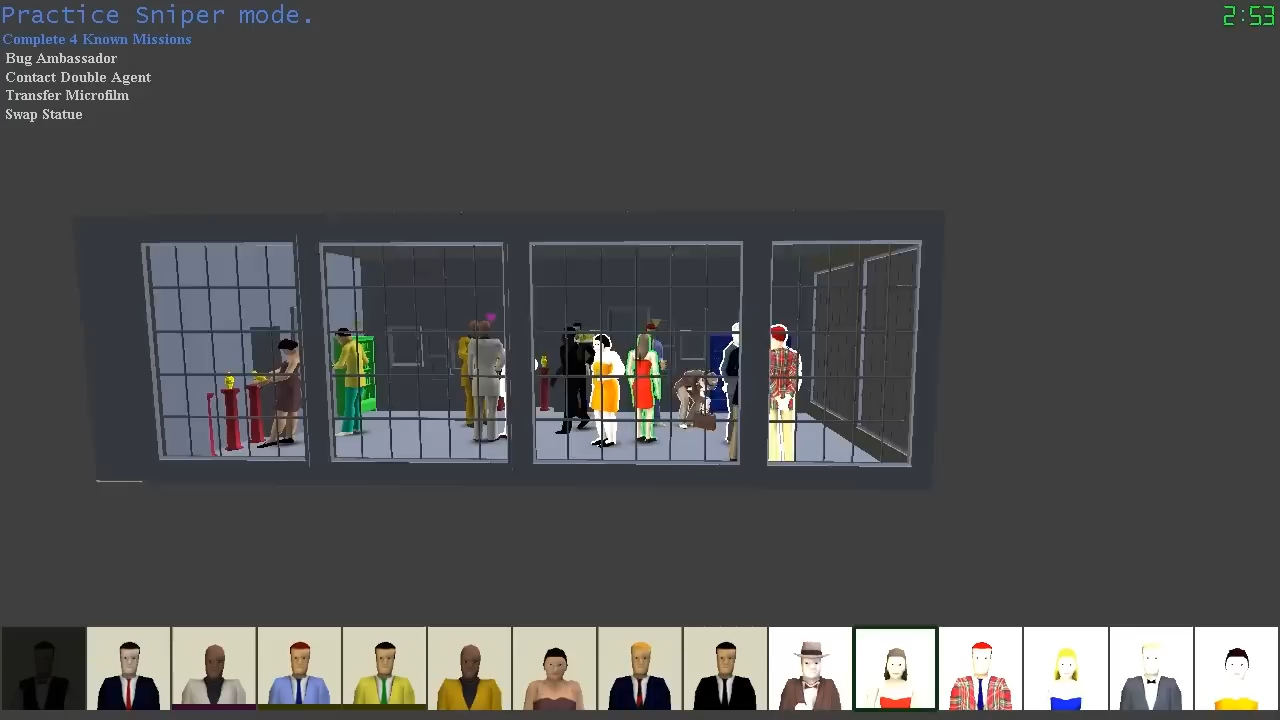 Practice Sniper mode.
2:53
Complete 4 Known Missions
Bug Ambassador
Contact Double Agent
Transfer Microfilm
Swap Statue